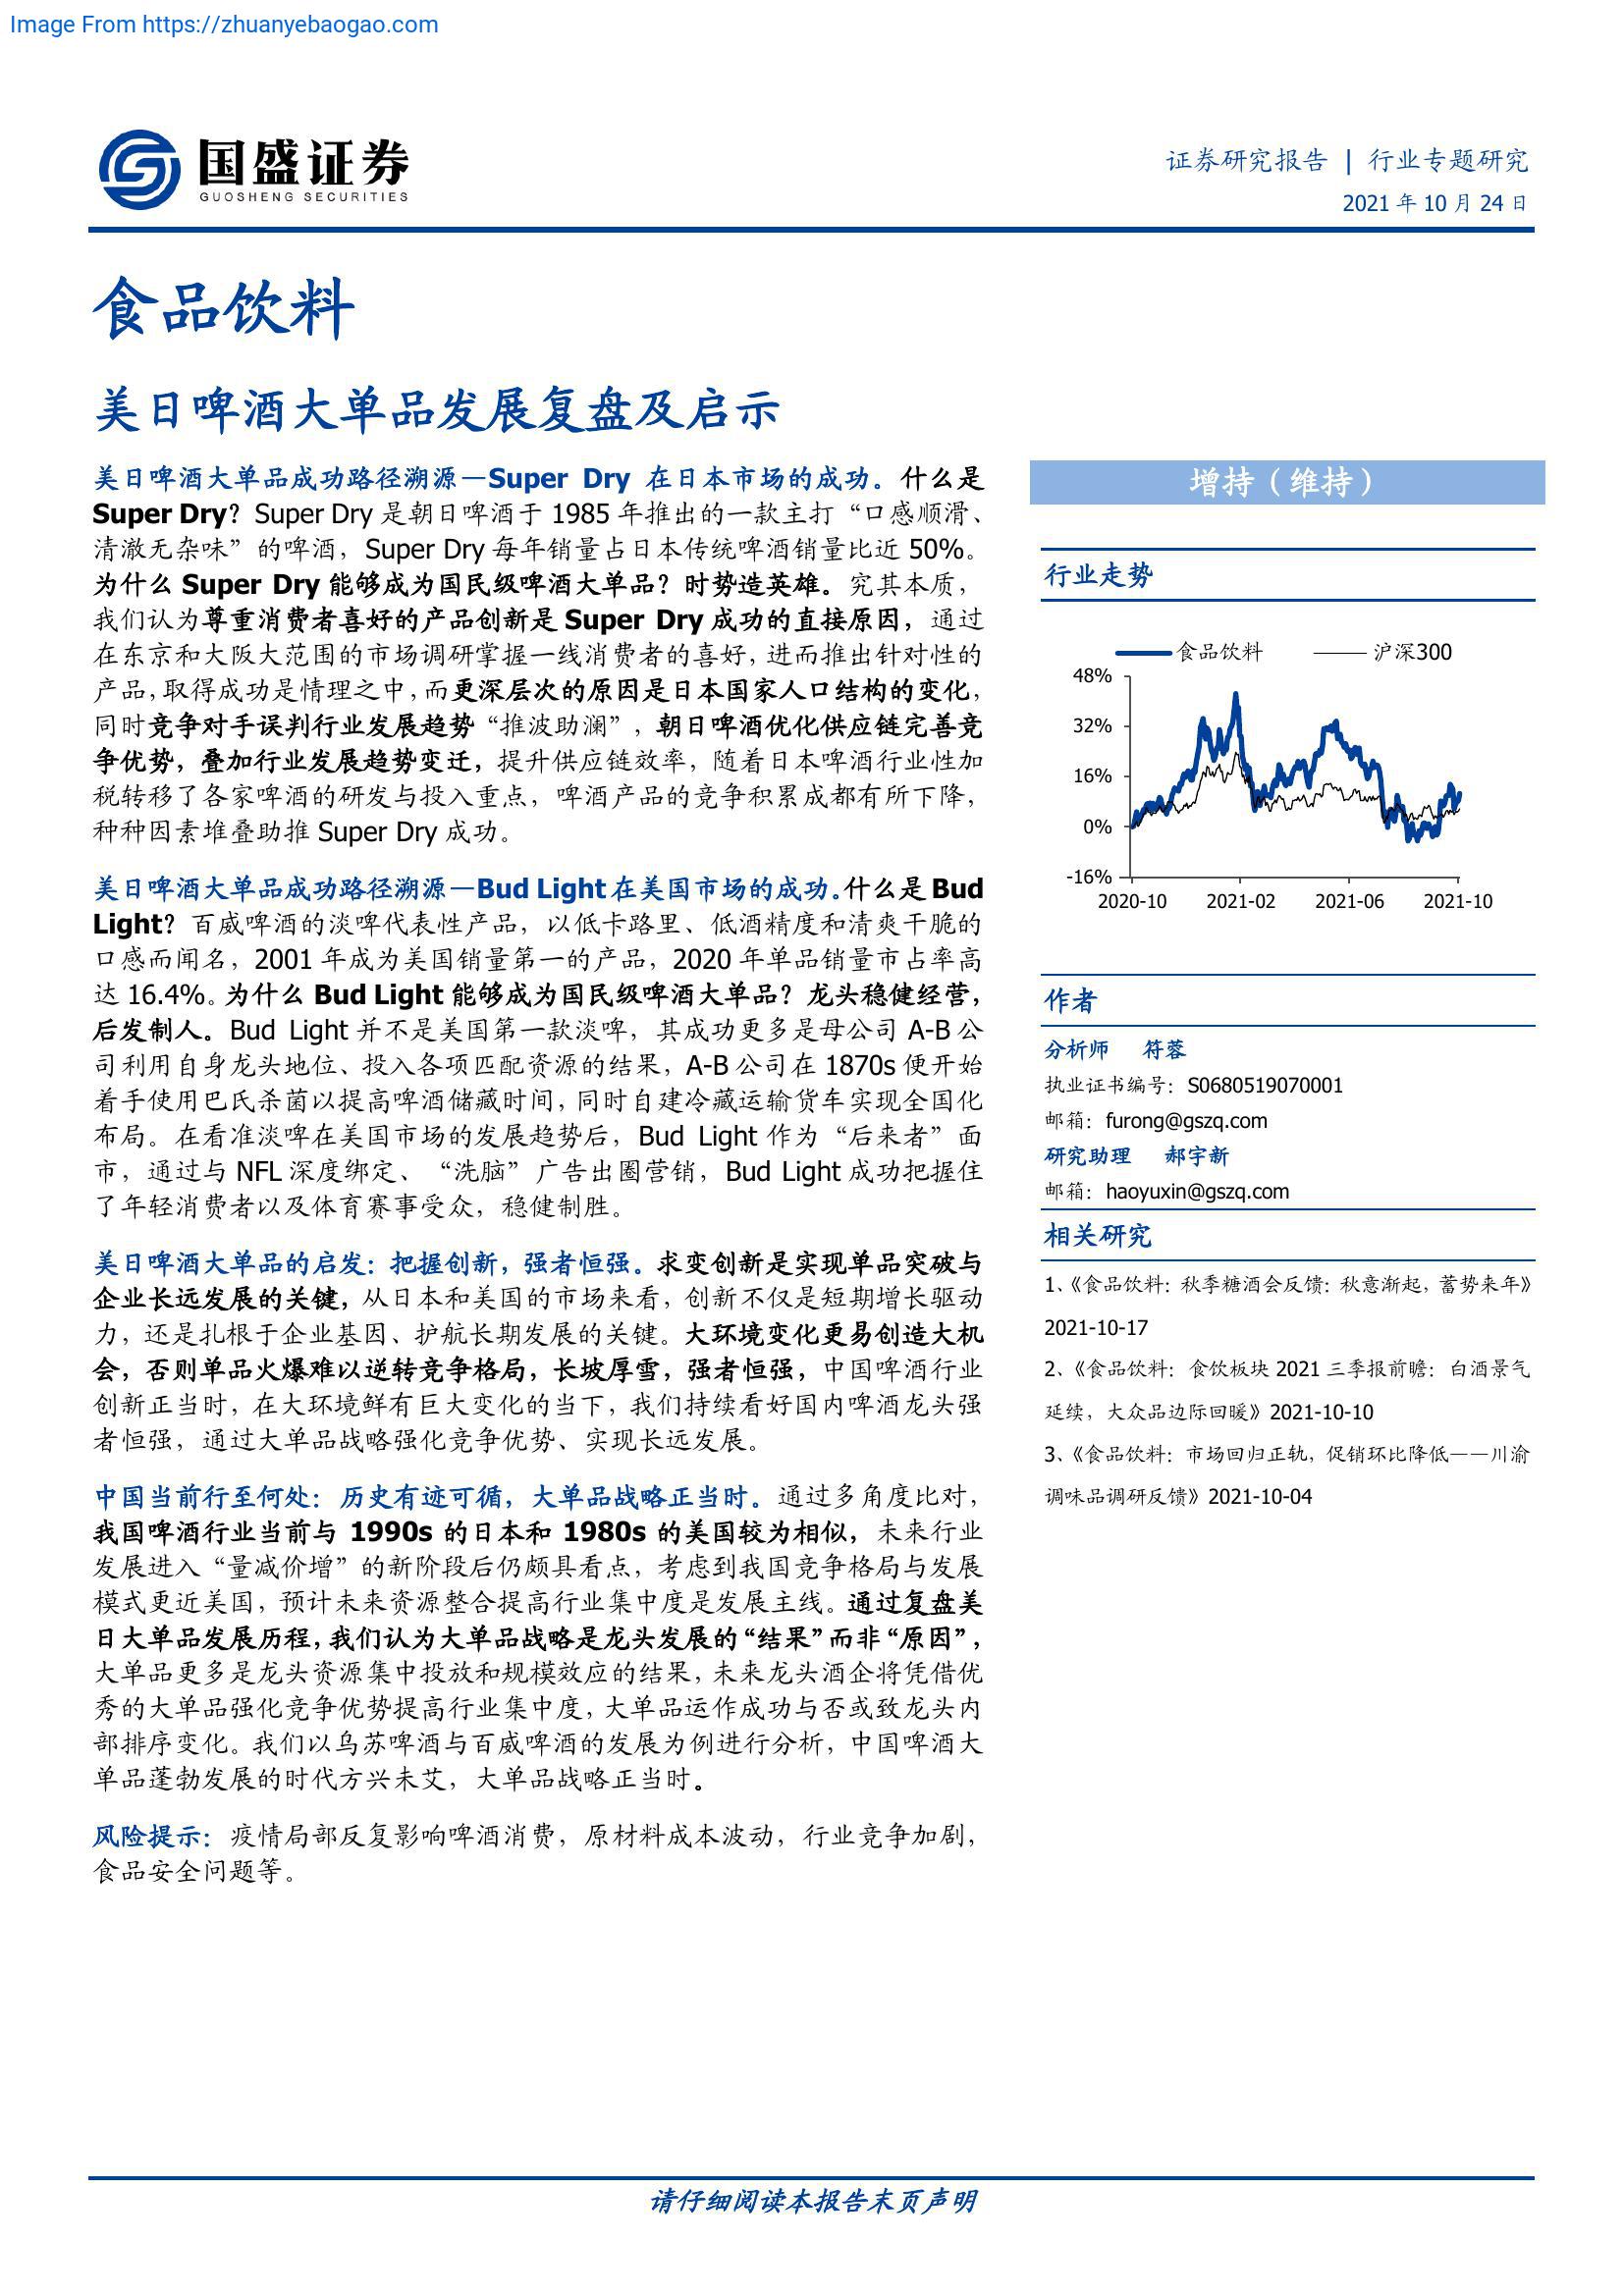 Image From https://zhuanyebaogao.com
国盛证券
GUOSHENG SECURITIES
证券研究报告 | 行业专题研究
2021 年 10 月 24 日
食品饮料
美日啤酒大单品发展复盘及启示
美日啤酒大单品成功路径溯源—Super Dry 在日本市场的成功。什么是
Super Dry？Super Dry 是朝日啤酒于 1985 年推出的一款主打“口感顺滑、
清澈无杂味”的啤酒，Super Dry 每年销量占日本传统啤酒销量比近 50%。
为什么 Super Dry 能够成为国民级啤酒大单品？时势造英雄。究其本质，
我们认为尊重消费者喜好的产品创新是 Super Dry 成功的直接原因，通过
在东京和大阪大范围的市场调研掌握一线消费者的喜好，进而推出针对性的
产品，取得成功是情理之中，而更深层次的原因是日本国家人口结构的变化，
同时竞争对手误判行业发展趋势“推波助澜”，朝日啤酒优化供应链完善竞
争优势，叠加行业发展趋势变迁，提升供应链效率，随着日本啤酒行业性加
税转移了各家啤酒的研发与投入重点，啤酒产品的竞争积累成都有所下降，
种种因素堆叠助推 Super Dry 成功。
美日啤酒大单品成功路径溯源—Bud Light 在美国市场的成功。什么是 Bud
Light？百威啤酒的淡啤代表性产品，以低卡路里、低酒精度和清爽干脆的
口感而闻名，2001 年成为美国销量第一的产品，2020 年单品销量市占率高
达 16.4%。为什么 Bud Light 能够成为国民级啤酒大单品？龙头稳健经营，
后发制人。Bud Light 并不是美国第一款淡啤，其成功更多是母公司 A-B 公
司利用自身龙头地位、投入各项匹配资源的结果，A-B 公司在 1870s 便开始
着手使用巴氏杀菌以提高啤酒储藏时间，同时自建冷藏运输货车实现全国化
布局。在看准淡啤在美国市场的发展趋势后，Bud Light 作为“后来者”面
市，通过与 NFL 深度绑定、“洗脑”广告出圈营销，Bud Light 成功把握住
了年轻消费者以及体育赛事受众，稳健制胜。
美日啤酒大单品的启发：把握创新，强者恒强。求变创新是实现单品突破与
企业长远发展的关键，从日本和美国的市场来看，创新不仅是短期增长驱动
力，还是扎根于企业基因、护航长期发展的关键。大环境变化更易创造大机
会，否则单品火爆难以逆转竞争格局，长坡厚雪，强者恒强，中国啤酒行业
创新正当时，在大环境鲜有巨大变化的当下，我们持续看好国内啤酒龙头强
者恒强，通过大单品战略强化竞争优势、实现长远发展。
中国当前行至何处：历史有迹可循，大单品战略正当时。通过多角度比对，
我国啤酒行业当前与 1990s 的日本和 1980s 的美国较为相似，未来行业
发展进入“量减价增”的新阶段后仍颇具看点，考虑到我国竞争格局与发展
模式更近美国，预计未来资源整合提高行业集中度是发展主线。通过复盘美
日大单品发展历程，我们认为大单品战略是龙头发展的“结果”而非“原因”，
大单品更多是龙头资源集中投放和规模效应的结果，未来龙头酒企将凭借优
秀的大单品强化竞争优势提高行业集中度，大单品运作成功与否或致龙头内
部排序变化。我们以乌苏啤酒与百威啤酒的发展为例进行分析，中国啤酒大
单品蓬勃发展的时代方兴未艾，大单品战略正当时。
风险提示：疫情局部反复影响啤酒消费，原材料成本波动，行业竞争加剧，
食品安全问题等。
增持（维持）
行业走势
食品饮料 沪深300
48%
32%
16%
0%
-16%
2020-10 2021-02 2021-06 2021-10
作者
分析师 符蓉
执业证书编号：S0680519070001
邮箱：furong@gszq.com
研究助理 郝宇新
邮箱：haoyuxin@gszq.com
相关研究
1、《食品饮料：秋季糖酒会反馈：秋意渐起，蓄势来年》
2021-10-17
2、《食品饮料：食饮板块 2021 三季报前瞻：白酒景气
延续，大众品边际回暖》2021-10-10
3、《食品饮料：市场回归正轨，促销环比降低——川渝
调味品调研反馈》2021-10-04
请仔细阅读本报告末页声明